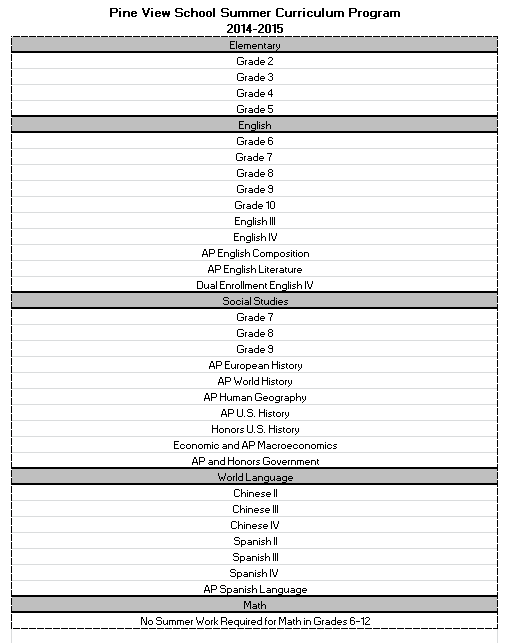 Pine View School Summer Curriculum Program
2014-2015
Elementary
Grade 2
Grade 3
Grade 4
Grade 5
English
Grade 6
Grade 7
Grade 8
Grade 9
Grade 10
English III
English IV
AP English Composition
AP English Literature
Dual Enrollment English IV
Social Studies
Grade 7
Grade 8
Grade 9
AP European History
AP World History
AP Human Geography
AP U.S. History
Honors U.S. History
Economic and AP Macroeconomics
AP and Honors Government
World Language
Chinese II
Chinese III
Chinese IV
Spanish II
Spanish III
Spanish IV
AP Spanish Language
Math
No Summer Work Required for Math in Grades 6-12